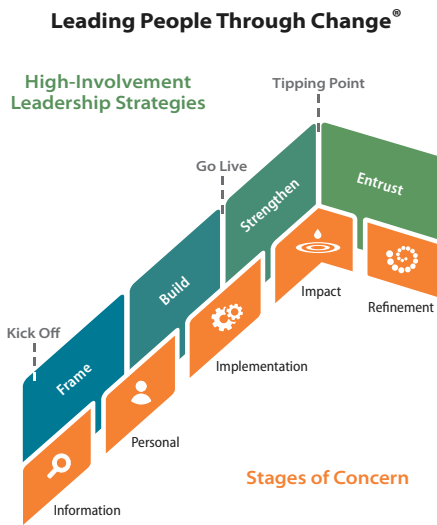 Leading People Through Change®
High-Involvement
Leadership Strategies
Tipping Point
Go Live
Kick Off
Frame
Build
Strengthen
Entrust
Information
Personal
Implementation
Impact
Refinement
Stages of Concern